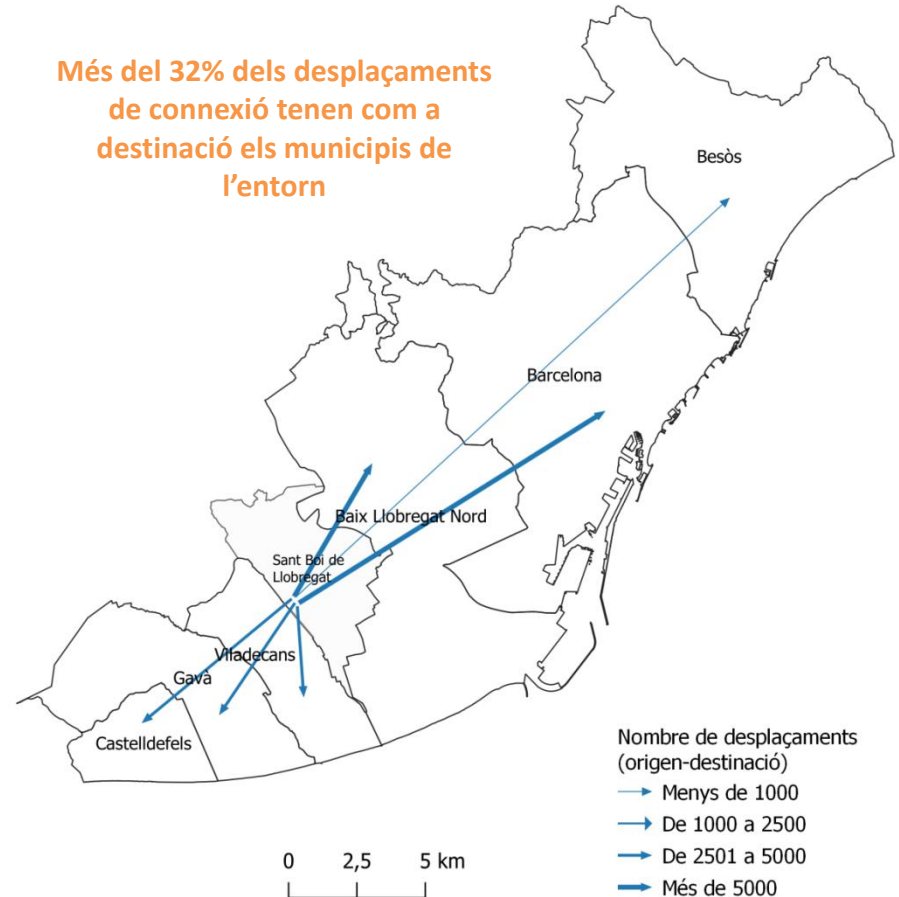 Més del 32% dels desplaçaments
de connexió tenen com a
destinació els municipis de
l’entorn
Besòs
Barcelona
Baix Llobregat Nord
Sant Boi de
Llobregat
Viladecans
Gavà
Castelldefels
Nombre de desplaçaments
(origen-destinació)
Menys de 1000
De 1000 a 2500
De 2501 a 5000
Més de 5000
0 2,5 5 km